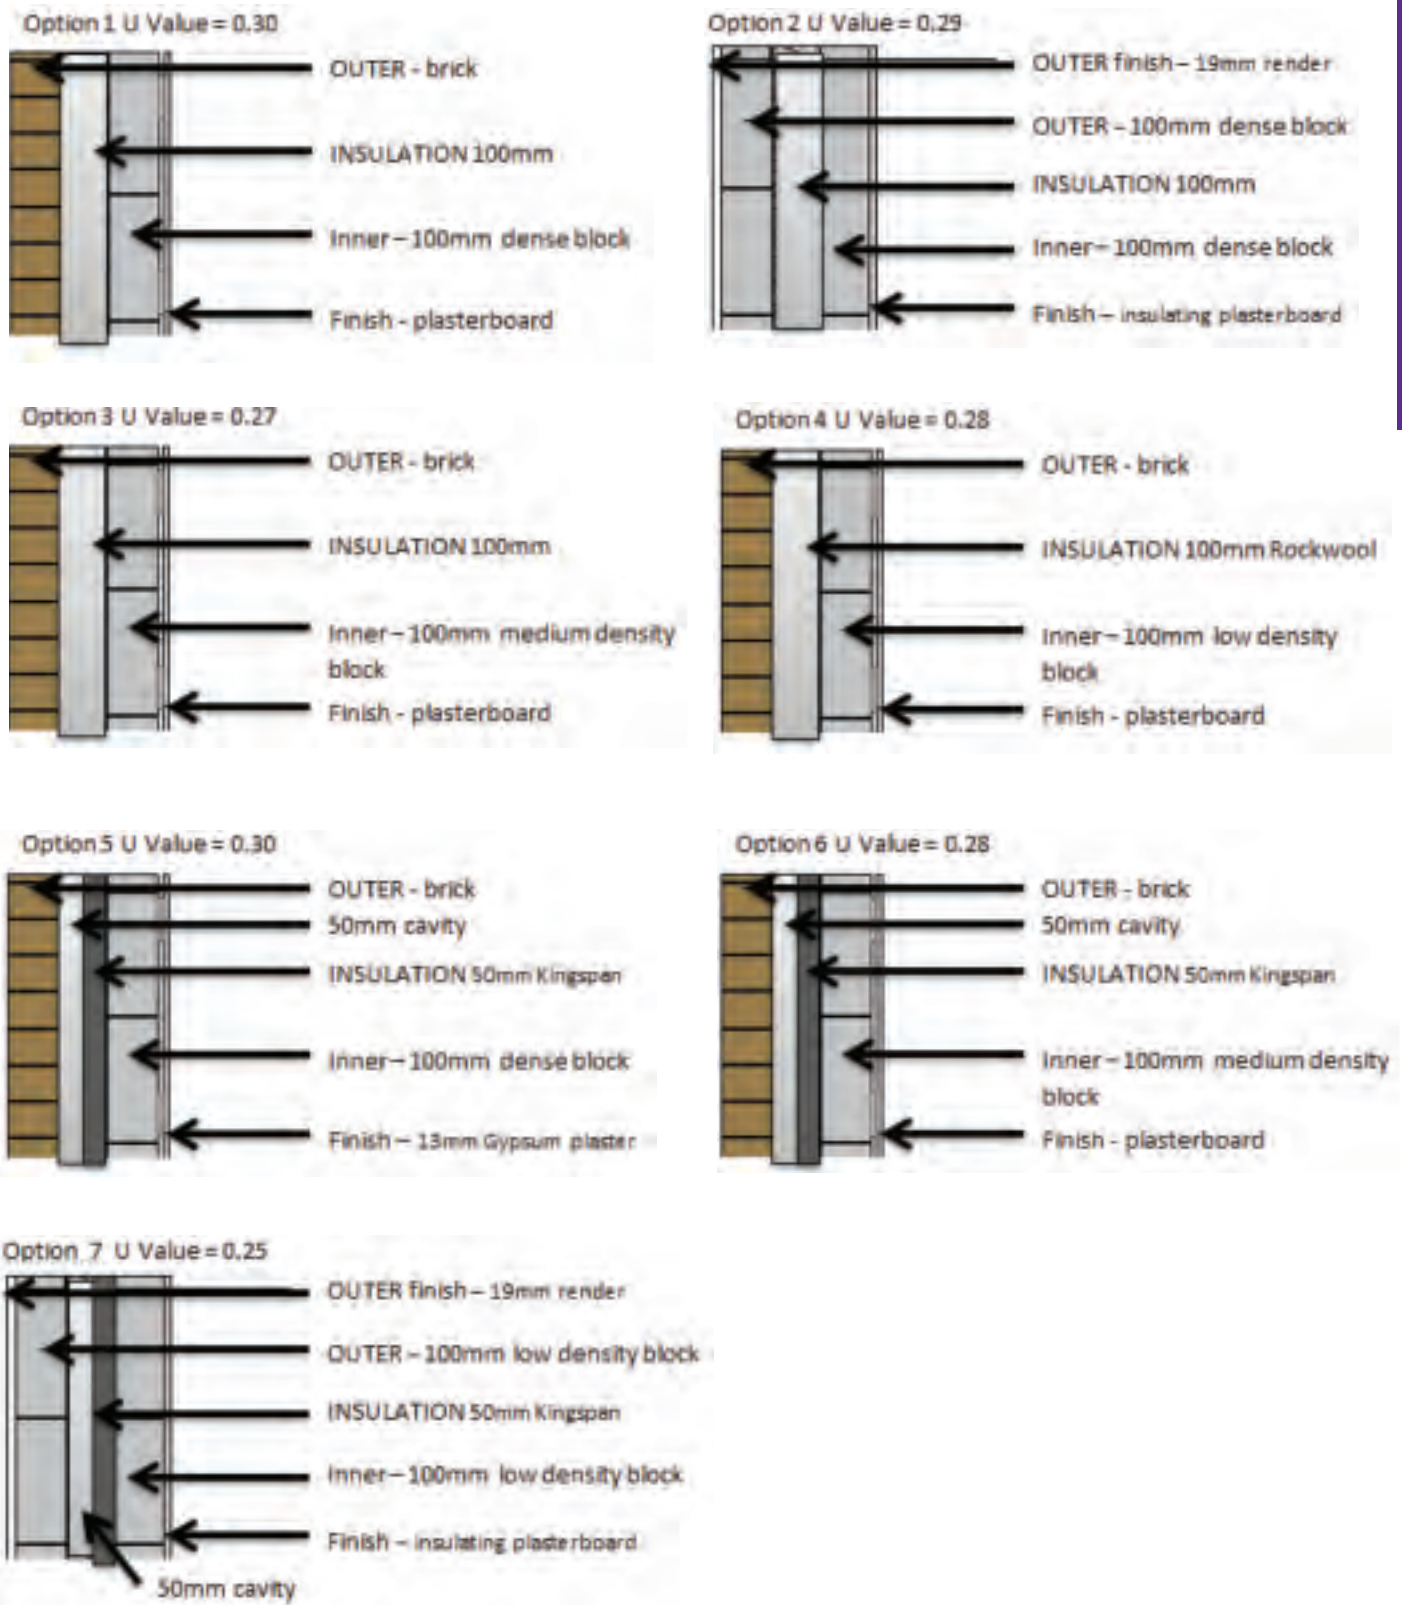 Option 1 U Value = 0.30
OUTER - brick
INSULATION 100mm
Inner – 100mm dense block
Finish - plasterboard
Option 2 U Value = 0.29
OUTER finish – 19mm render
OUTER – 100mm dense block
INSULATION 100mm
Inner – 100mm dense block
Finish – insulating plasterboard
Option 3 U Value = 0.27
OUTER - brick
INSULATION 100mm
Inner – 100mm medium density
block
Finish - plasterboard
Option 4 U Value = 0.28
OUTER - brick
INSULATION 100mm Rockwool
Inner – 100mm low density
block
Finish - plasterboard
Option 5 U Value = 0.30
OUTER - brick
50mm cavity
INSULATION 50mm Kingspan
Inner – 100mm dense block
Finish – 13mm Gypsum plaster
Option 6 U Value = 0.28
OUTER - brick
50mm cavity
INSULATION 50mm Kingspan
Inner – 100mm medium density
block
Finish - plasterboard
Option 7 U Value = 0.25
OUTER finish – 19mm render
OUTER – 100mm low density block
INSULATION 50mm Kingspan
Inner – 100mm low density block
Finish – insulating plasterboard
50mm cavity